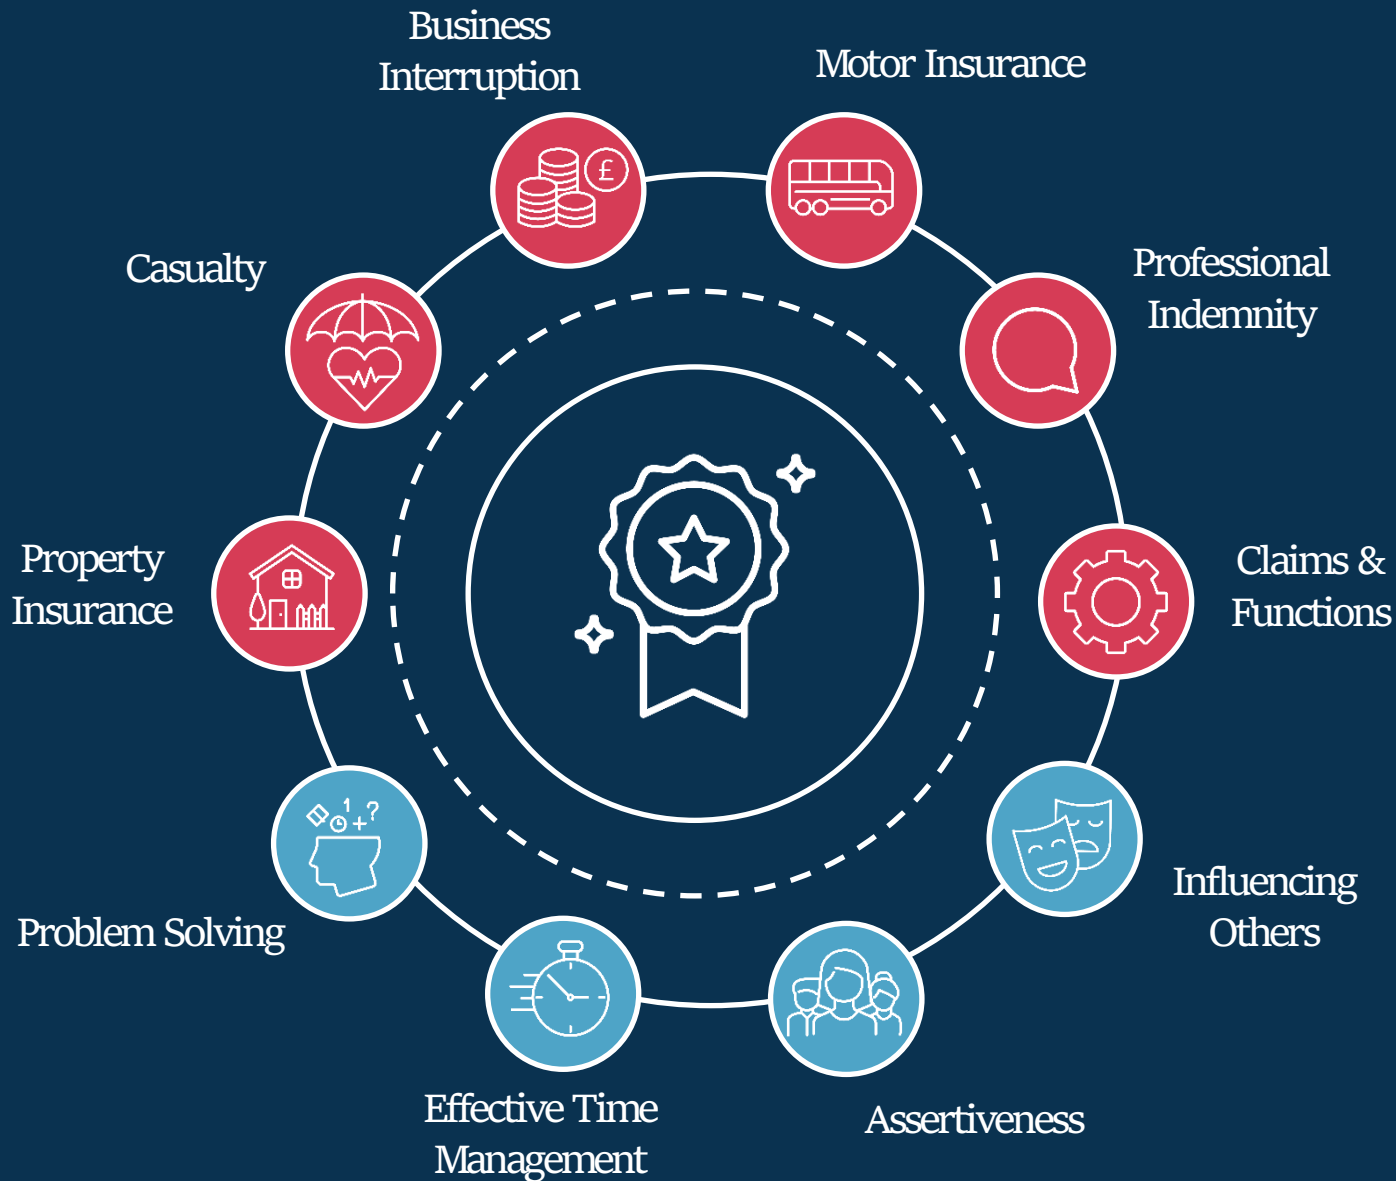 Business
Interruption
Motor Insurance
£
Casualty
Professional
Indemnity
Property
Insurance
Claims &
Functions
1
?
+
Problem Solving
Influencing
Others
Effective Time
Management
Assertiveness